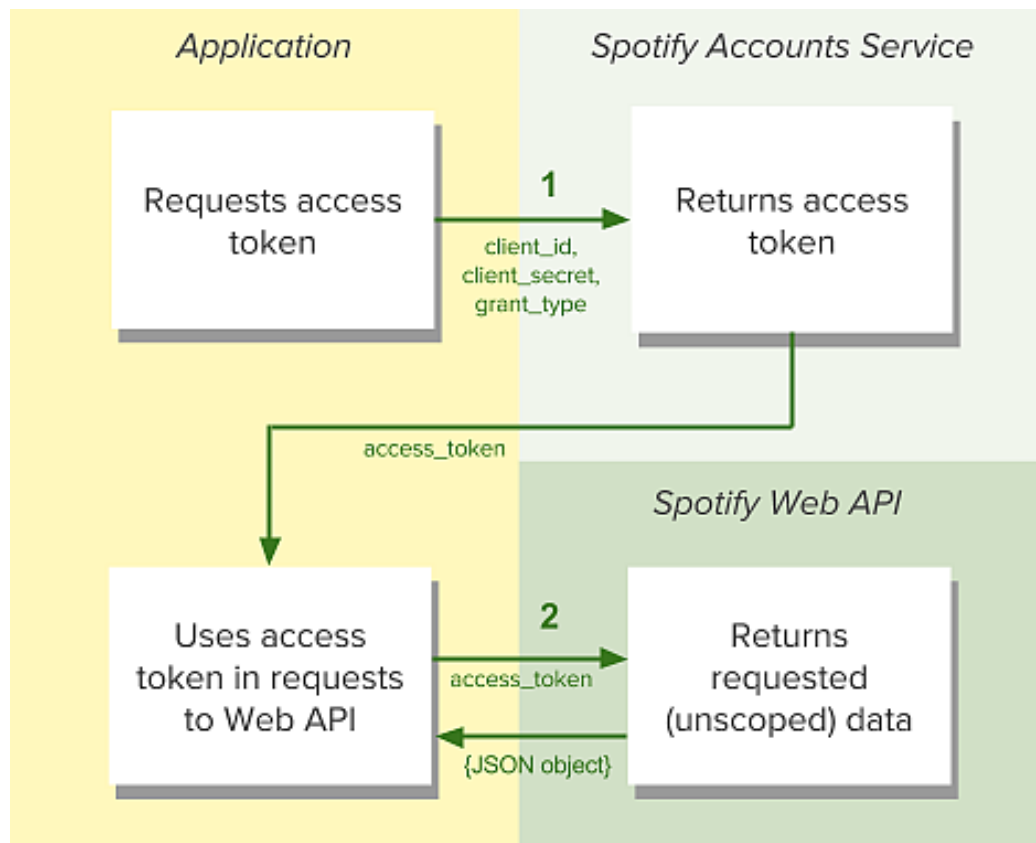 Application
Spotify Accounts Service
Requests access
token
1
client_id,
client_secret,
grant_type
Returns access
token
access_token
Spotify Web API
Uses access
token in requests
to Web API
2
access_token
{JSON object}
Returns
requested
(unscoped) data